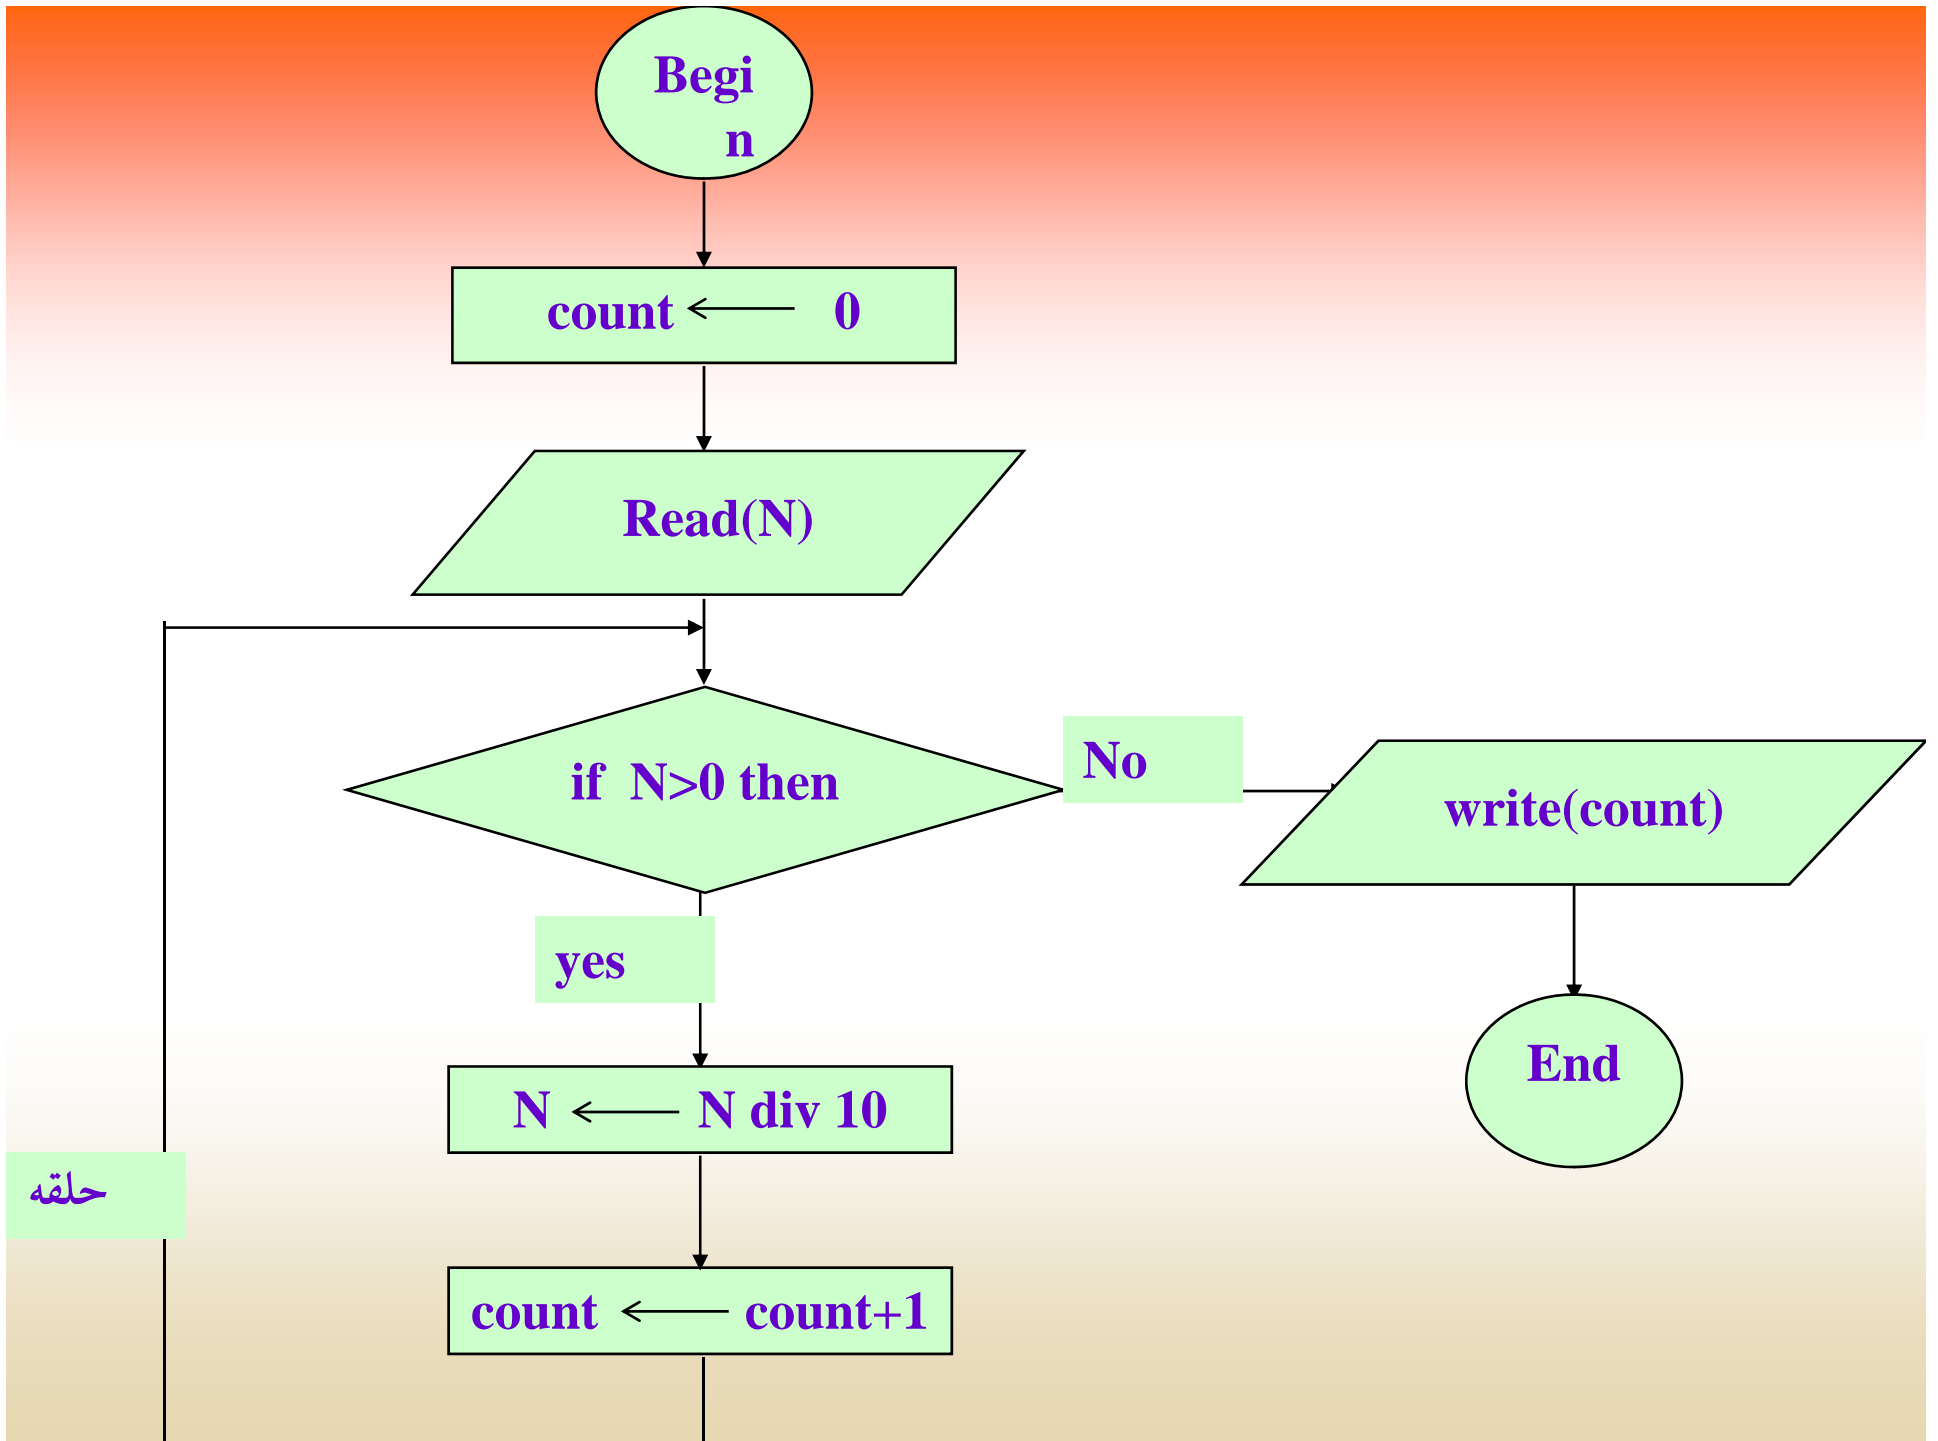 Begi
n
count ← 0
Read(N)
if N>0 then
No
write(count)
yes
End
N ← N div 10
حلقه
count ← count+1